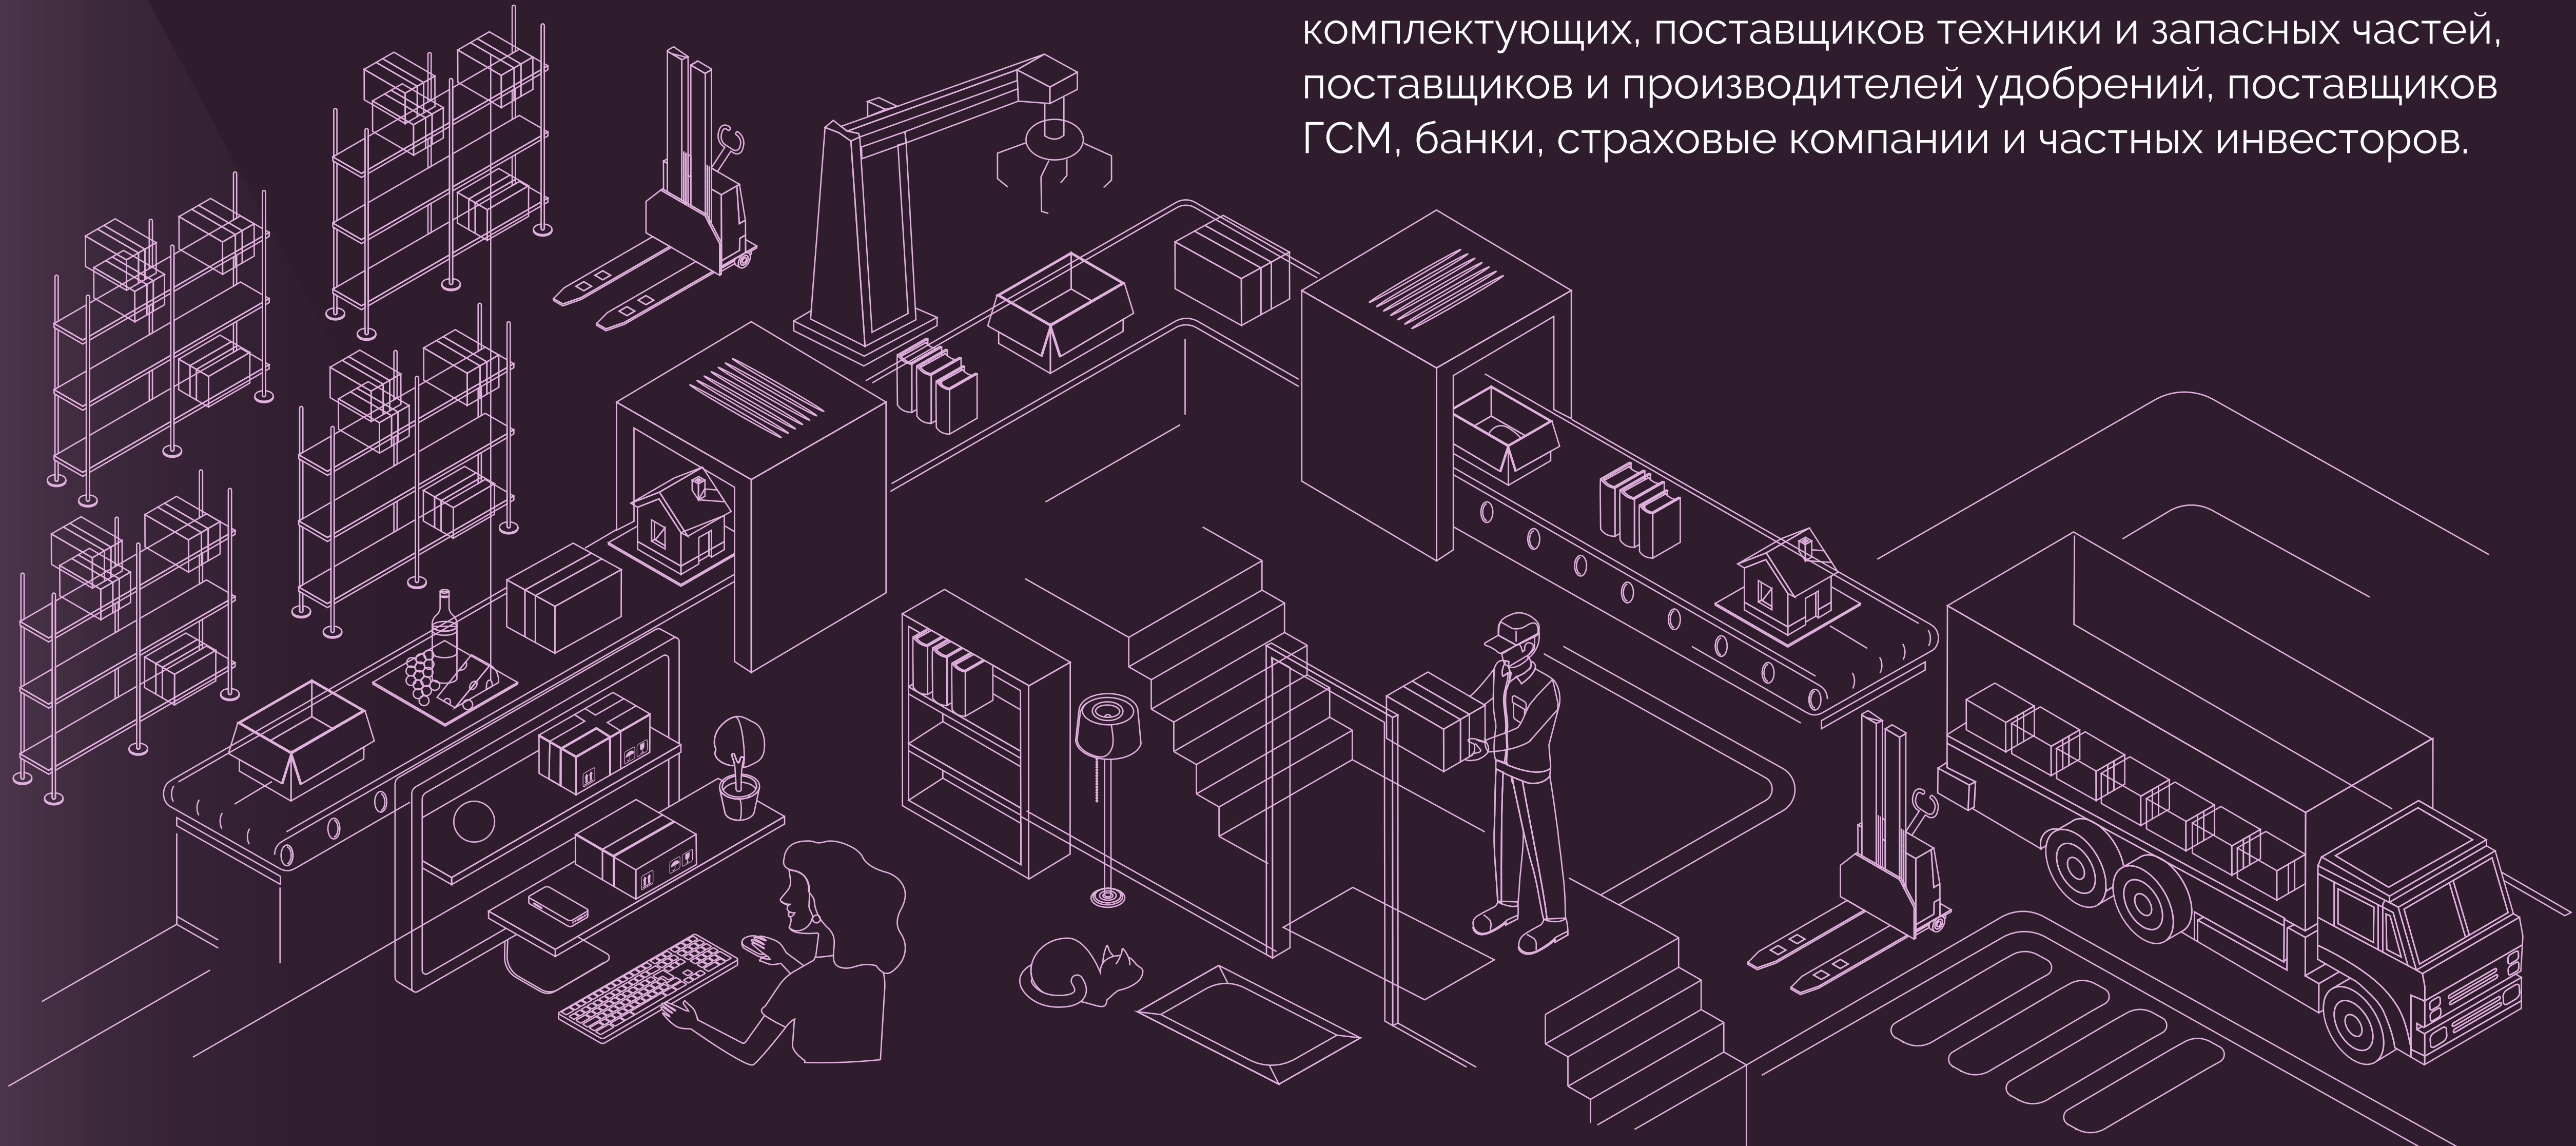 комплектующих, поставщиков техники и запасных частей,
поставщиков и производителей удобрений, поставщиков
ГСМ, банки, страховые компании и частных инвесторов.